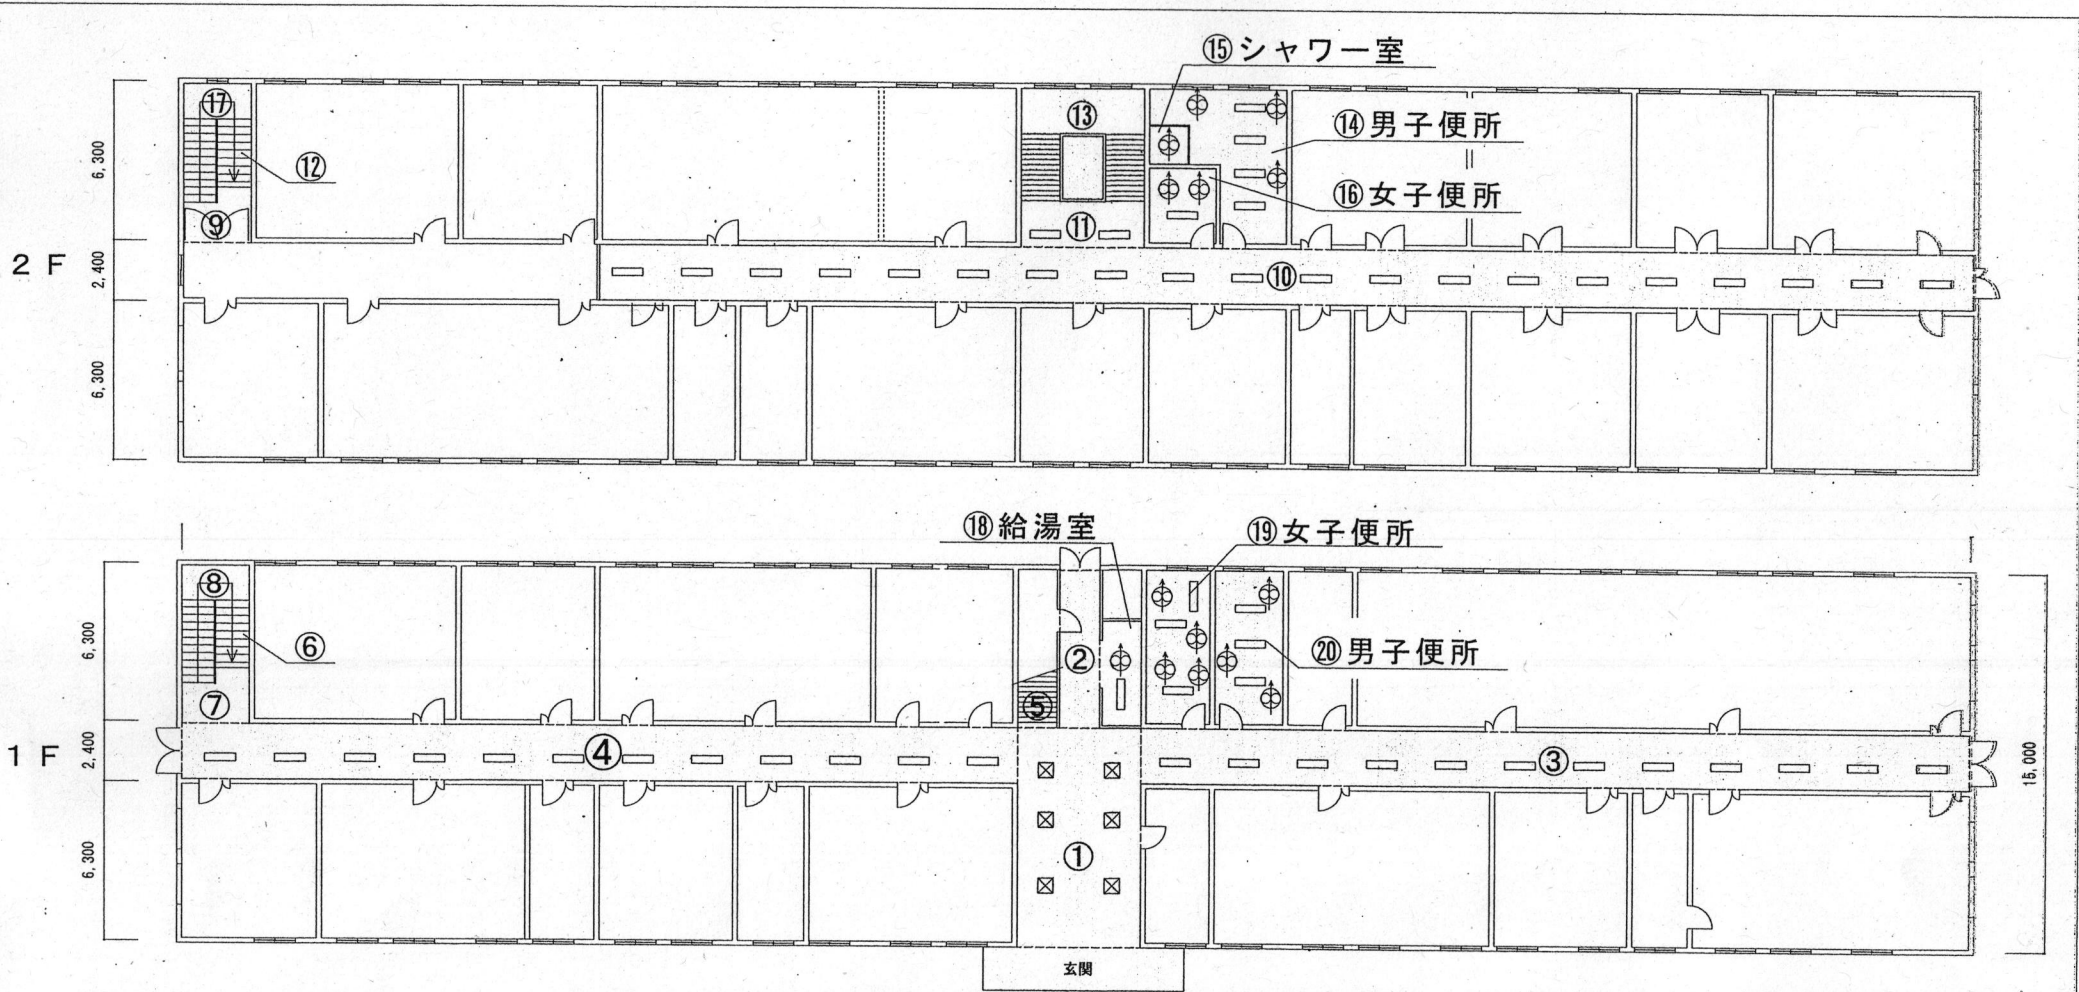 ⑮シャワー室
⑰
⑬
⑭男子便所
6,300
⑫
⑯女子便所
⑨
⑪
2F
2,400
⑩
6,300
⑱給湯室
⑲女子便所
⑧
6,300
⑥
②
⑳男子便所
⑦
⑤
1F
2,400
④
③
15,000
6,300
①
玄関